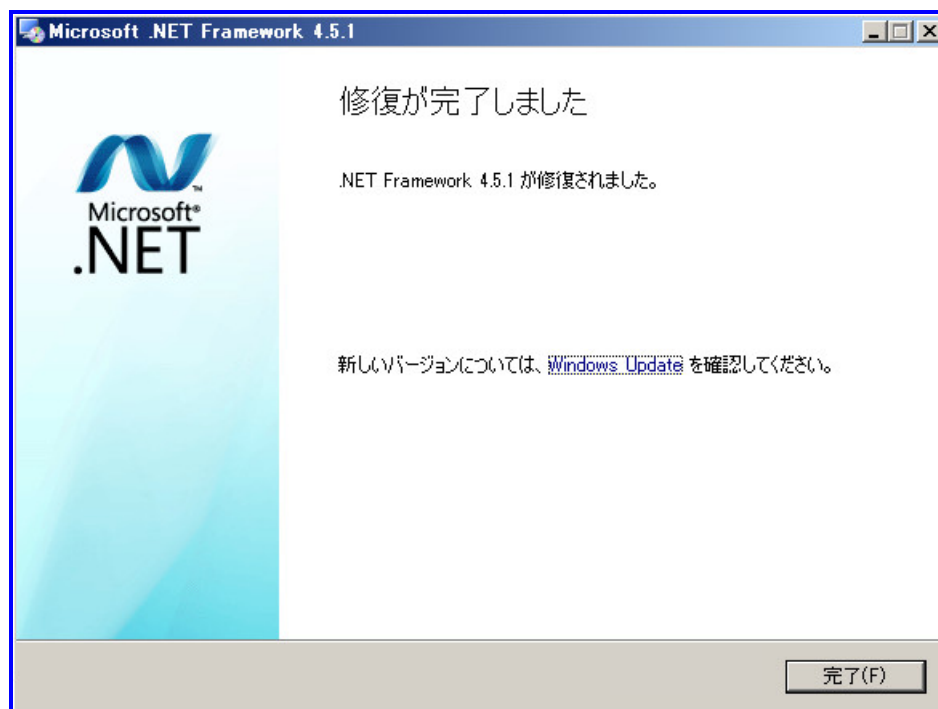 Microsoft .NET Framework 4.5.1
修復が完了しました
.NET Framework 4.5.1 が修復されました。
Microsoft®
.NET
TM
新しいバージョンについては、Windows Update を確認してください。
完了(F)